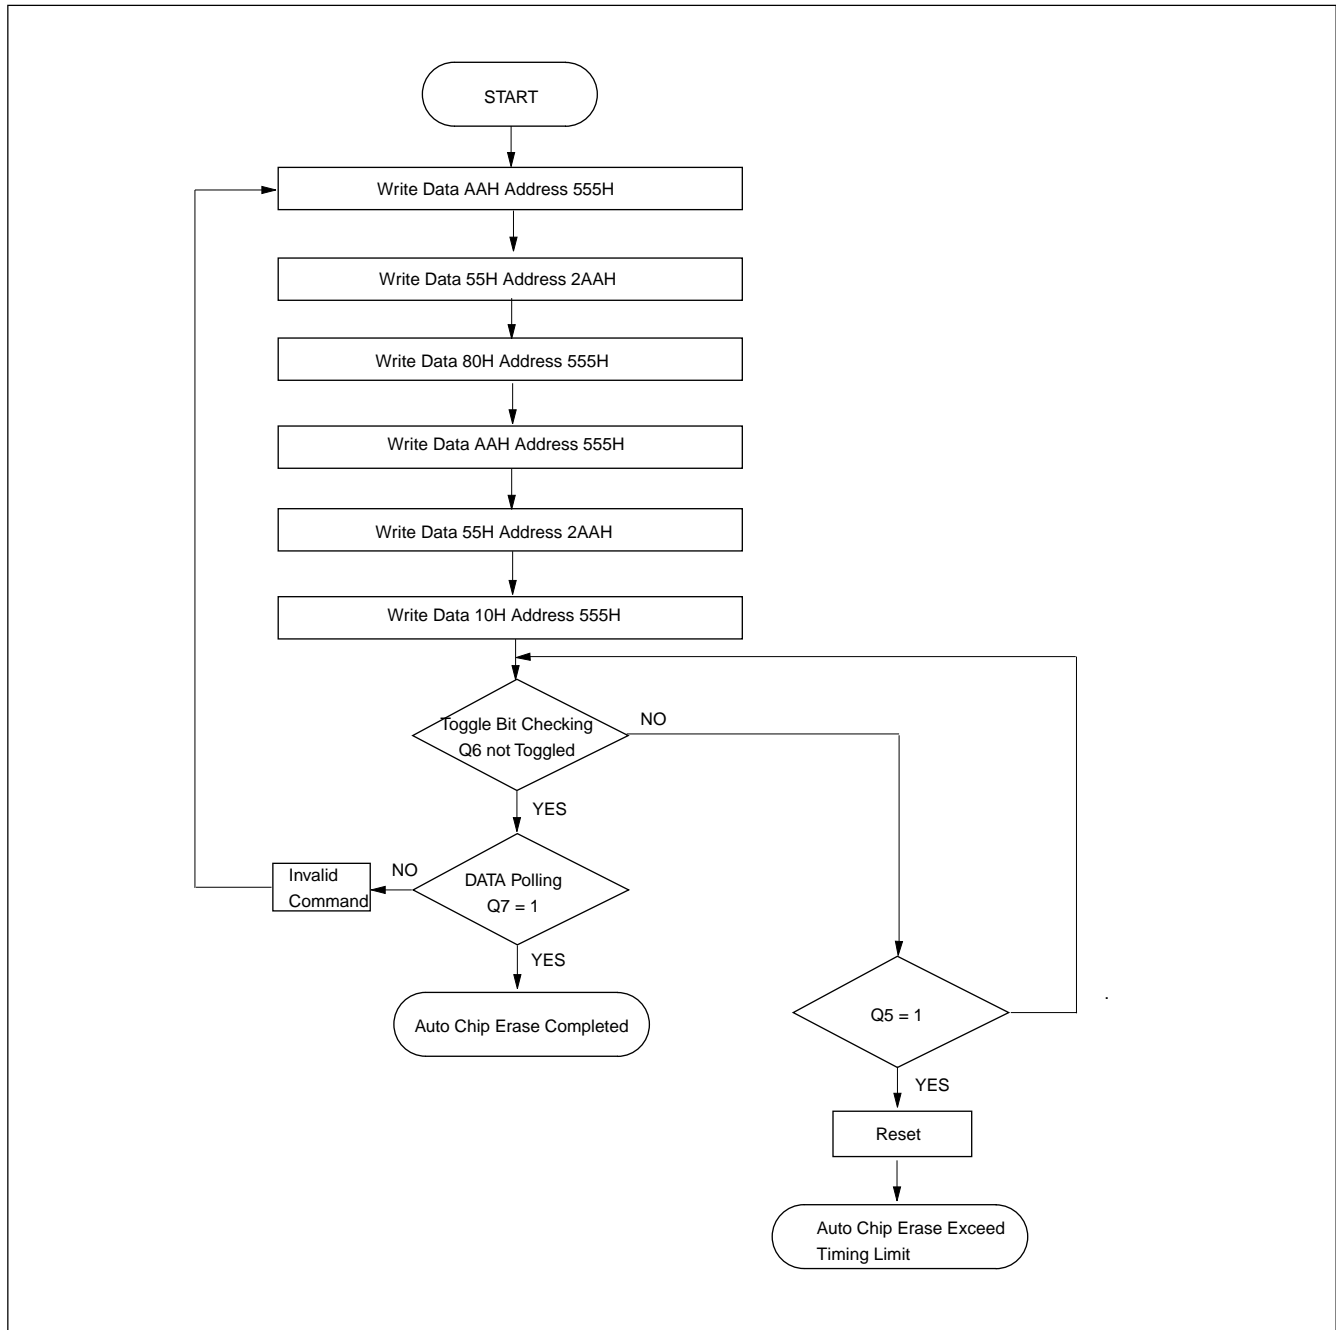 START
Write Data AAH Address 555H
Write Data 55H Address 2AAH
Write Data 80H Address 555H
Write Data AAH Address 555H
Write Data 55H Address 2AAH
Write Data 10H Address 555H
Toggle Bit Checking
Q6 not Toggled
NO
YES
Invalid
Command
NO
DATA Polling
Q7 = 1
YES
Auto Chip Erase Completed
Q5 = 1
.
YES
Reset
Auto Chip Erase Exceed
Timing Limit